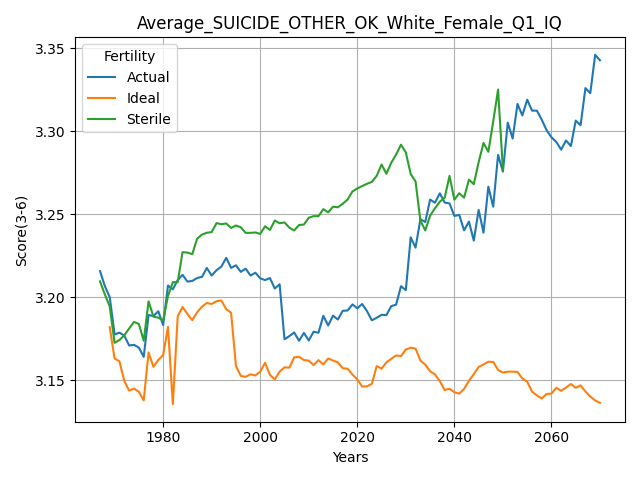 Average_SUICIDE_OTHER_OK_White_Female_Q1_IQ
Fertility
Actual
Ideal
Sterile
Score(3-6)
3.35
3.30
3.25
3.20
3.15
1980
2000
2020
2040
2060
Years